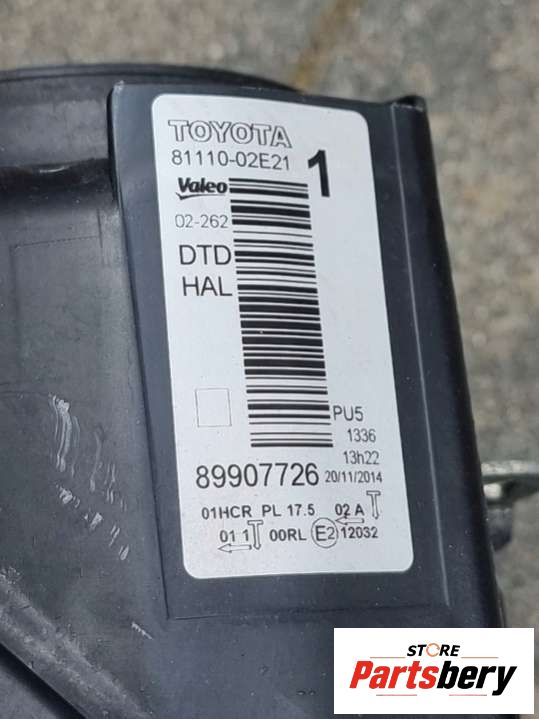 TOYOTA
81110-02E21 1
Valeo
02-262
DTD
HAL
PU5
1336
13h22
89907726 20/11/2014
01HCR PL 17.5 02 A
01 1 00RL E2 12032
STORE
Partsbery